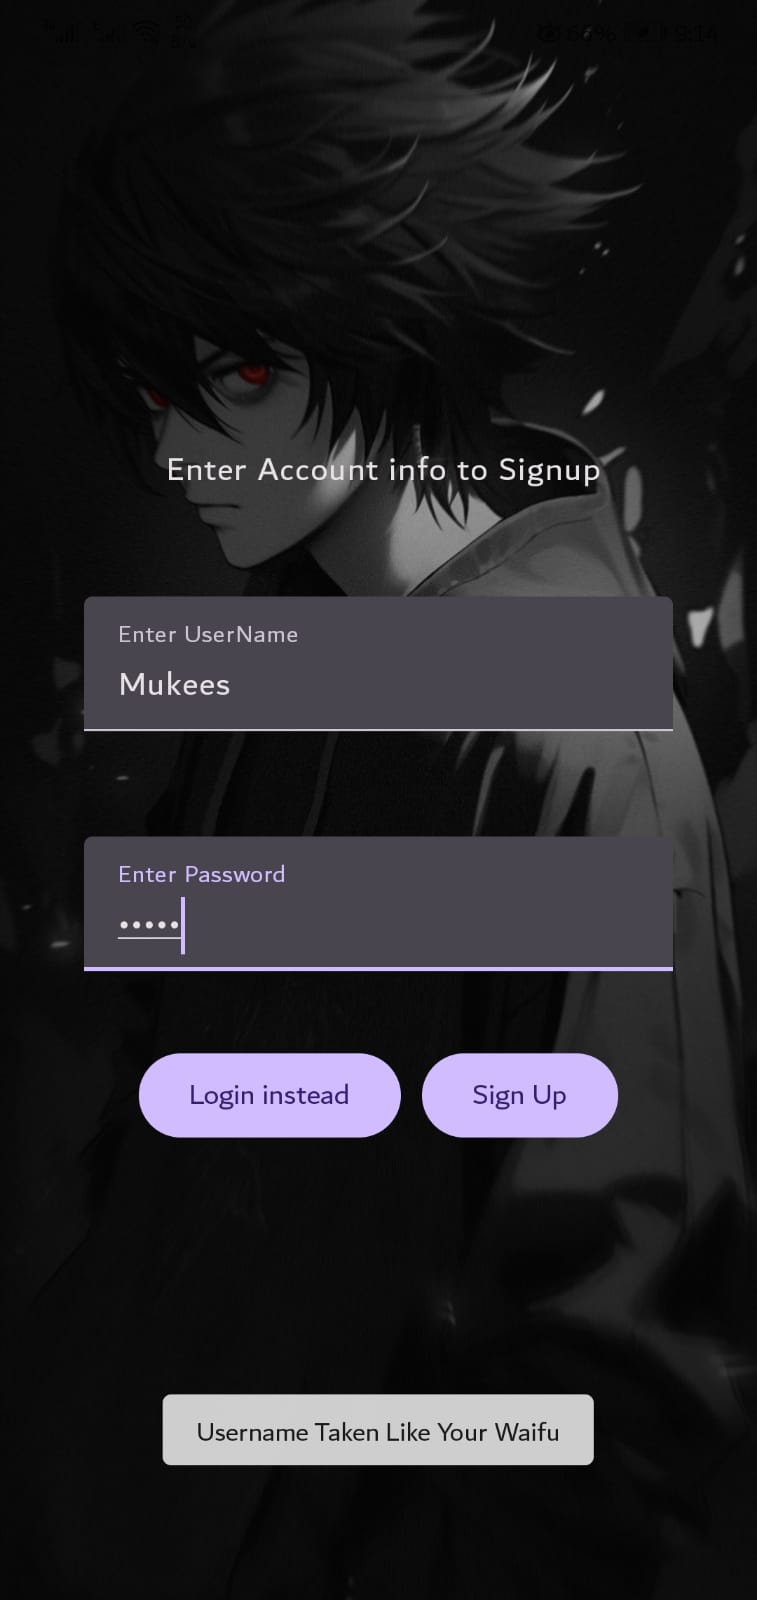 Enter Account info to Signup
Enter UserName
Mukees
Enter Password
•••••
Login instead
Sign Up
Username Taken Like Your Waifu